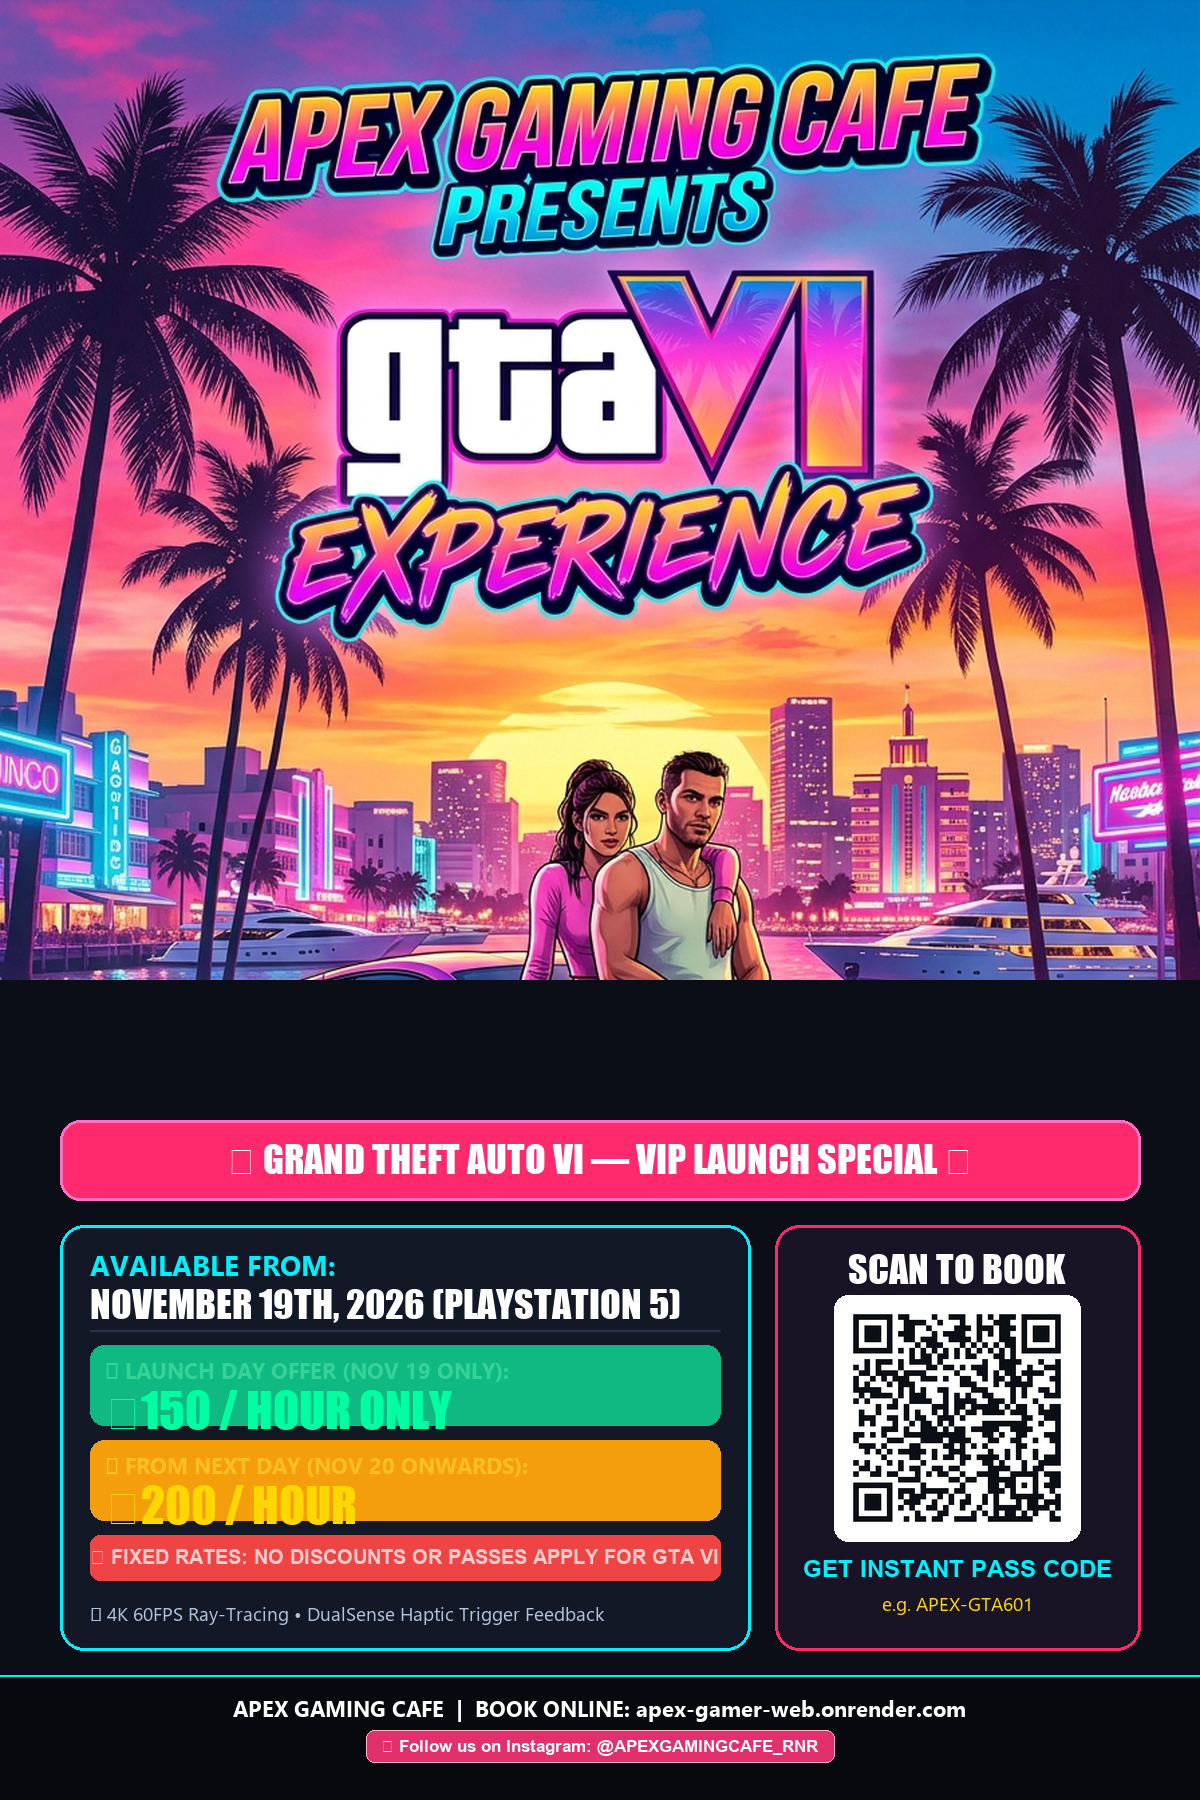 APEX GAMING CAFE
PRESENTS
gta VI
EXPERIENCE
INCO
GRAND THEFT AUTO VI — VIP LAUNCH SPECIAL
AVAILABLE FROM:
NOVEMBER 19TH, 2026 (PLAYSTATION 5)
LAUNCH DAY OFFER (NOV 19 ONLY):
150 / HOUR ONLY
FROM NEXT DAY (NOV 20 ONWARDS):
200 / HOUR
FIXED RATES: NO DISCOUNTS OR PASSES APPLY FOR GTA VI
4K 60FPS Ray-Tracing • DualSense Haptic Trigger Feedback
SCAN TO BOOK
GET INSTANT PASS CODE
e.g. APEX-GTA601
APEX GAMING CAFE | BOOK ONLINE: apex-gamer-web.onrender.com
Follow us on Instagram: @APEXGAMINGCAFE_RNR